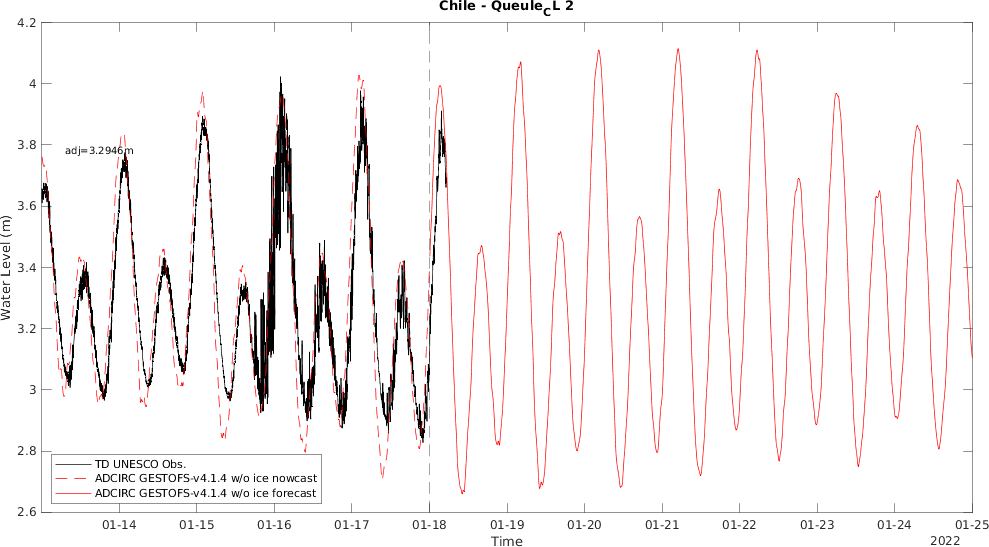 Chile - Queule_C L 2
4.2
4
3.8
3.6
3.4
3.2
3
2.8
2.6
Water Level (m)
adj=3.2946m
TD UNESCO Obs.
ADCIRC GESTOFS-v4.1.4 w/o ice nowcast
ADCIRC GESTOFS-v4.1.4 w/o ice forecast
01-14 01-15 01-16 01-17 01-18 01-19 01-20 01-21 01-22 01-23 01-24 01-25
Time
2022